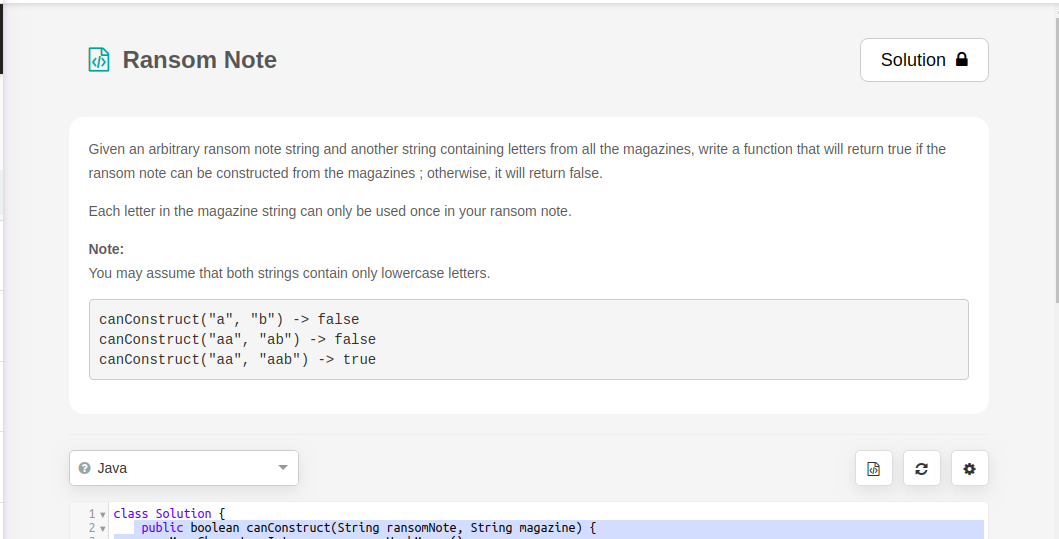 Ransom Note
Solution
Given an arbitrary ransom note string and another string containing letters from all the magazines, write a function that will return true if the
ransom note can be constructed from the magazines ; otherwise, it will return false.
Each letter in the magazine string can only be used once in your ransom note.
Note:
You may assume that both strings contain only lowercase letters.
canConstruct("a", "b") -> false
canConstruct("aa", "ab") -> false
canConstruct("aa", "aab") -> true
Java
1 class Solution {
2 public boolean canConstruct(String ransomNote, String magazine) {